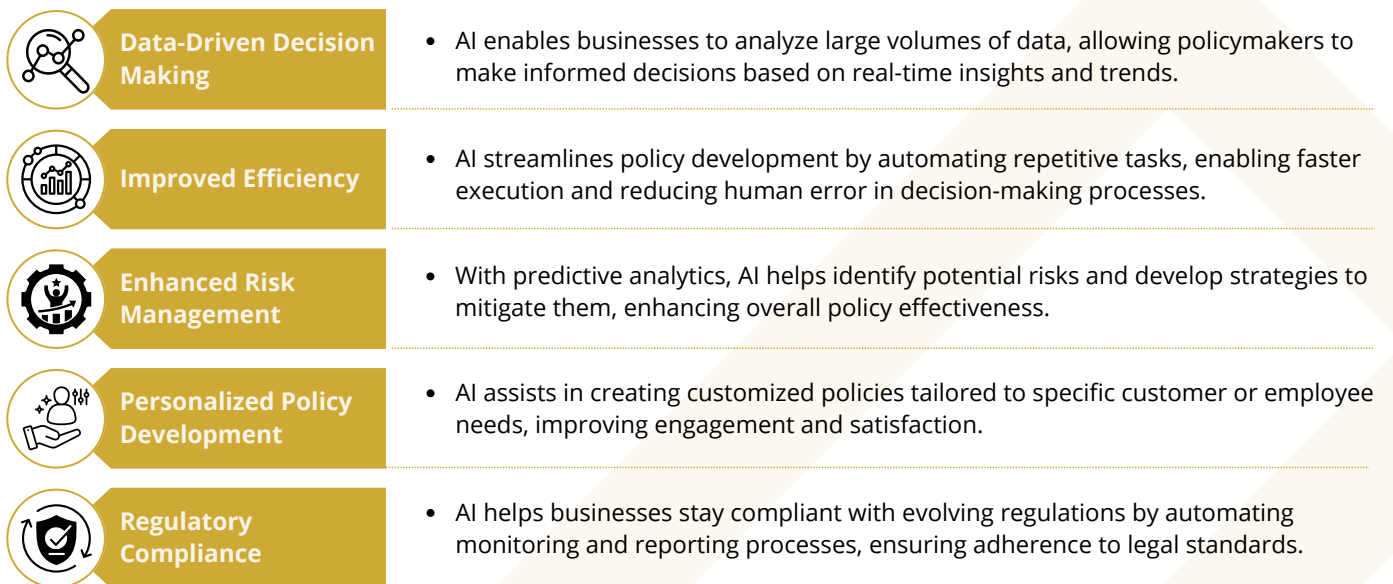 Data-Driven Decision
Making
• AI enables businesses to analyze large volumes of data, allowing policymakers to
make informed decisions based on real-time insights and trends.
Improved Efficiency
• AI streamlines policy development by automating repetitive tasks, enabling faster
execution and reducing human error in decision-making processes.
Enhanced Risk
Management
• With predictive analytics, AI helps identify potential risks and develop strategies to
mitigate them, enhancing overall policy effectiveness.
Personalized Policy
Development
• AI assists in creating customized policies tailored to specific customer or employee
needs, improving engagement and satisfaction.
Regulatory
Compliance
• AI helps businesses stay compliant with evolving regulations by automating
monitoring and reporting processes, ensuring adherence to legal standards.